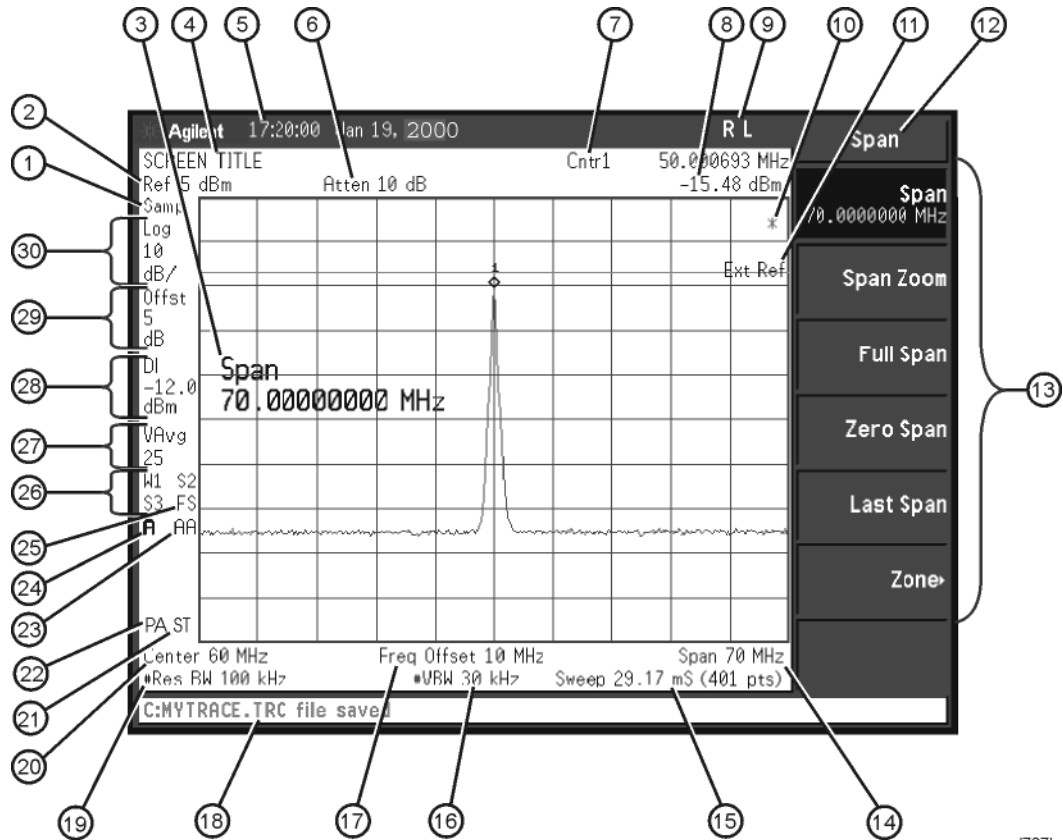 3 4 5 6 7 8 9 10 11 12
2
1
30
29
28
27
26
25
24
23
22
21
20
19 18 17 16 15 14
13
Agilent 17:20:00 Jan 19, 2000 R L
SCREEN TITLE Cntr1 50.000693 MHz
Ref 5 dBm Atten 10 dB -15.48 dBm
Samp
Log
10
dB/
Offst
5
dB
Dl
-12.0
dBm
VAvg
25
W1 S2
S3 FS
A AA
PA ST
*
Ext Ref
1
Span
70.00000000 MHz
Center 60 MHz Freq Offset 10 MHz Span 70 MHz
#Res BW 100 kHz #VBW 30 kHz Sweep 29.17 mS (401 pts)
C:MYTRACE.TRC file saved
Span
Span
70.0000000 MHz
Span Zoom
Full Span
Zero Span
Last Span
Zone